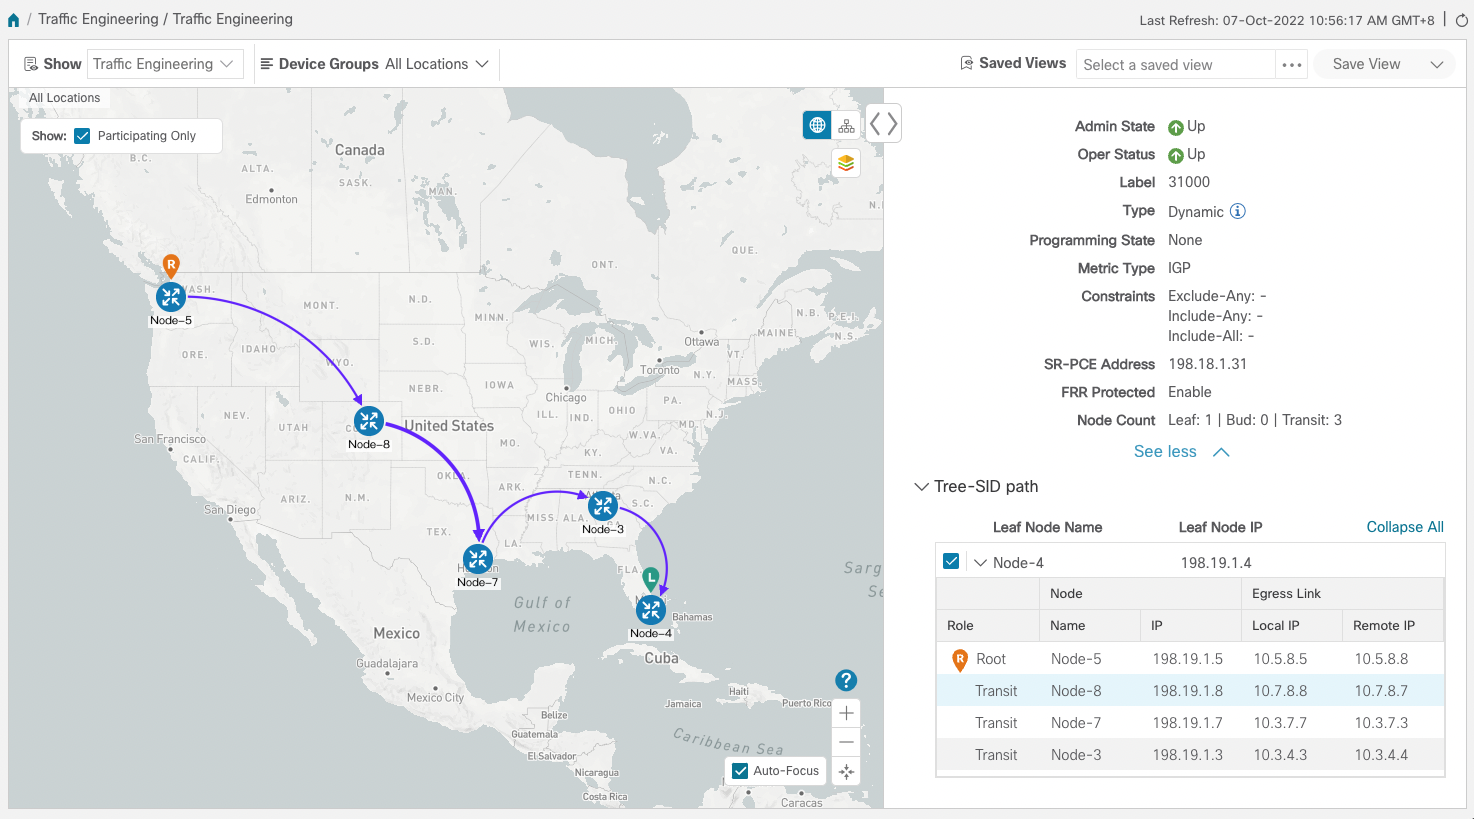 / Traffic Engineering / Traffic Engineering
Last Refresh: 07-Oct-2022 10:56:17 AM GMT+8
Show Traffic Engineering Device Groups All Locations Saved Views Select a saved view Save View
All Locations
Show: Participating Only
B.C.
Canada
ALTA.
SASK.
MAN.
Edmonton
N.
QUE.
ONT.
R
WASH.
Node-5
MONT.
N.D.
MINN.
N.B.
P.E.I.
MAINE
N.S.
ORE.
IDAHO
WYO.
S.D.
WIS.
MICH.
Ottawa
VT.
Toronto
N.Y.
MASS.
NEBR.
IOWA
Chicago
PA.
NEV.
UTAH
ILL.
IND.
OHIO
N.J.
United States
Node-8
San Francisco
CALIF.
MO.
W.VA.
MD.
KY.
VA.
OKLA.
ARK.
TENN.
N.C.
ARIZ.
N.M.
San Diego
S.C.
Node-3
MISS.
ALA.
TEX.
LA.
Node-7
FLA.
L
Node-4
Sarg
Se
Gulf of
Mexico
Bahamas
Mexico
Cuba
Guadalajara
Mexico City
Haiti
Jamaica
Puerto Rico
Belize
Guatemala
El Salvador
Nicaragua
Costa Rica
Caribbean Sea
Caracas
?
Auto-Focus
Admin State Up
Oper Status Up
Label 31000
Type Dynamic
Programming State None
Metric Type IGP
Constraints Exclude-Any: -
Include-Any: -
Include-All: -
SR-PCE Address 198.18.1.31
FRR Protected Enable
Node Count Leaf: 1 | Bud: 0 | Transit: 3
See less
Tree-SID path
Leaf Node Name Leaf Node IP Collapse All
Node-4 198.19.1.4
Node Egress Link
Role Name IP Local IP Remote IP
R Root Node-5 198.19.1.5 10.5.8.5 10.5.8.8
Transit Node-8 198.19.1.8 10.7.8.8 10.7.8.7
Transit Node-7 198.19.1.7 10.3.7.7 10.3.7.3
Transit Node-3 198.19.1.3 10.3.4.3 10.3.4.4